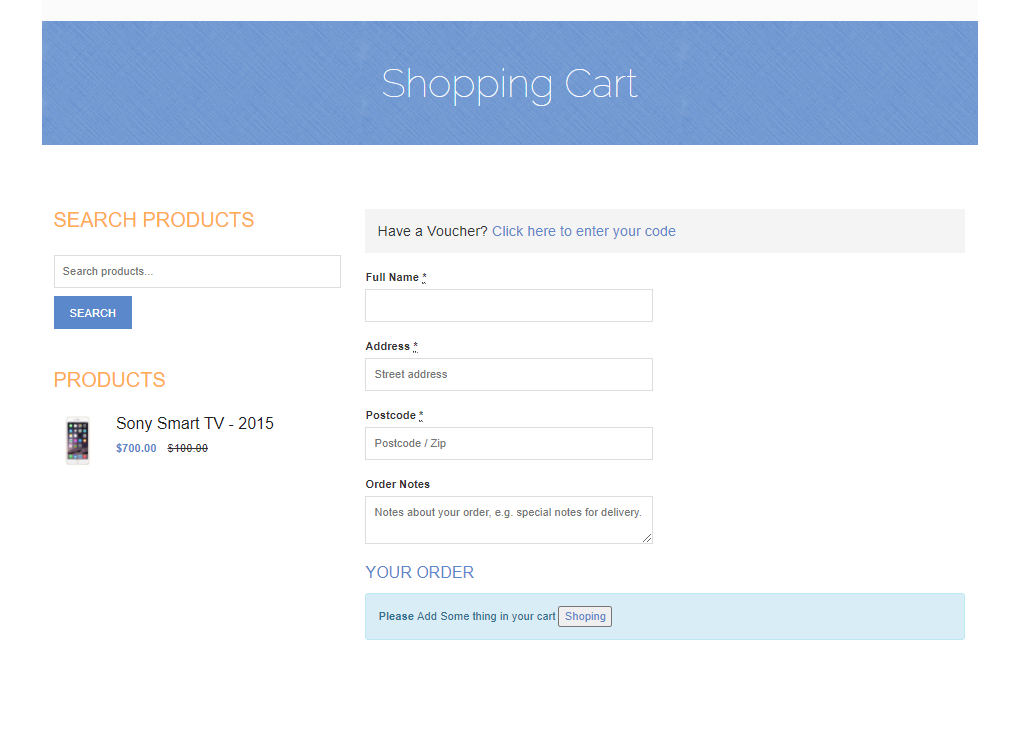 Shopping Cart
SEARCH PRODUCTS
Search products...
SEARCH
PRODUCTS
Sony Smart TV - 2015
$700.00 $100.00
Have a Voucher? Click here to enter your code
Full Name *
Address *
Street address
Postcode *
Postcode / Zip
Order Notes
Notes about your order, e.g. special notes for delivery.
YOUR ORDER
Please Add Some thing in your cart Shoping